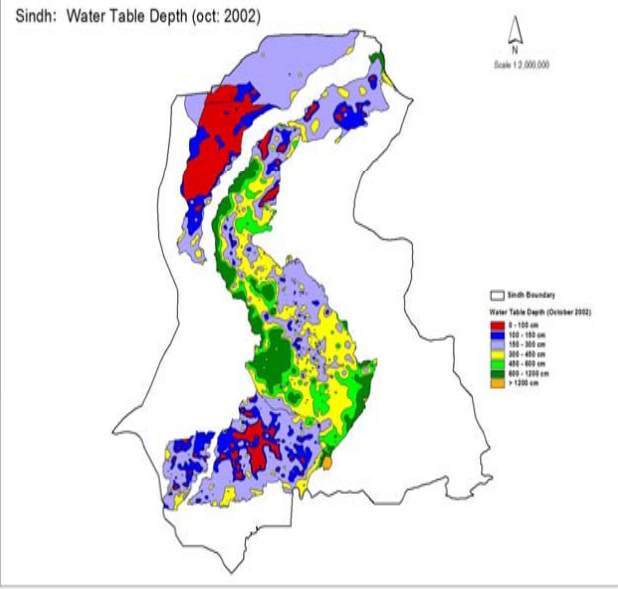 Sindh: Water Table Depth (oct: 2002)
N
Scale 1:2,000,000
Sindh Boundary
Water Table Depth (October 2002)
0 - 100 cm
100 - 150 cm
150 - 300 cm
300 - 450 cm
450 - 600 cm
600 - 1200 cm
> 1200 cm